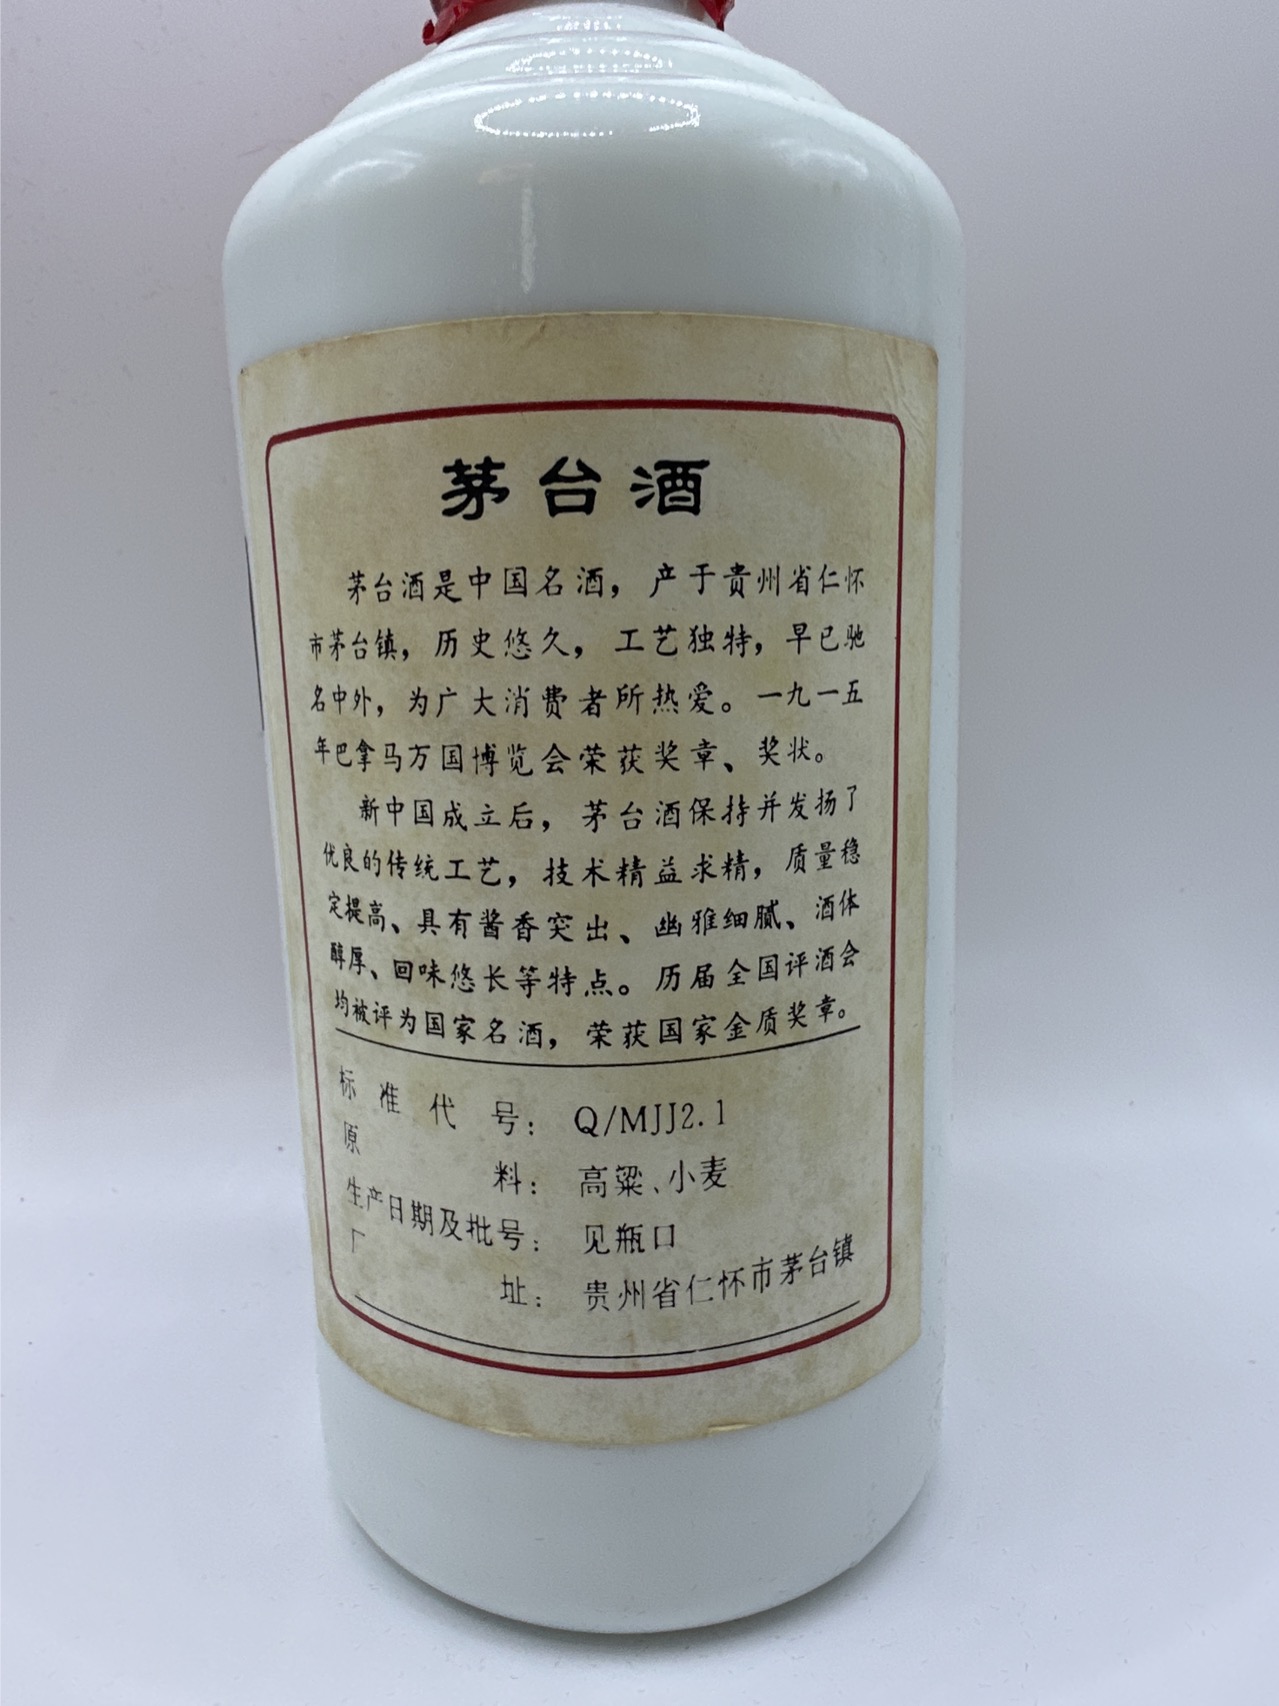 茅台酒
茅台酒是中国名酒，产于贵州省仁怀
市茅台镇，历史悠久，工艺独特，早已驰
名中外，为广大消费者所热爱。一九一五
年巴拿马万国博览会荣获奖章、奖状。
新中国成立后，茅台酒保持并发扬了
优良的传统工艺，技术精益求精，质量稳
定提高、具有酱香突出、幽雅细腻、酒体
醇厚、回味悠长等特点。历届全国评酒会
均被评为国家名酒，荣获国家金质奖章。
标准代号：Q/MJJ2.1
原料：高粱、小麦
生产日期及批号：见瓶口
厂址：贵州省仁怀市茅台镇